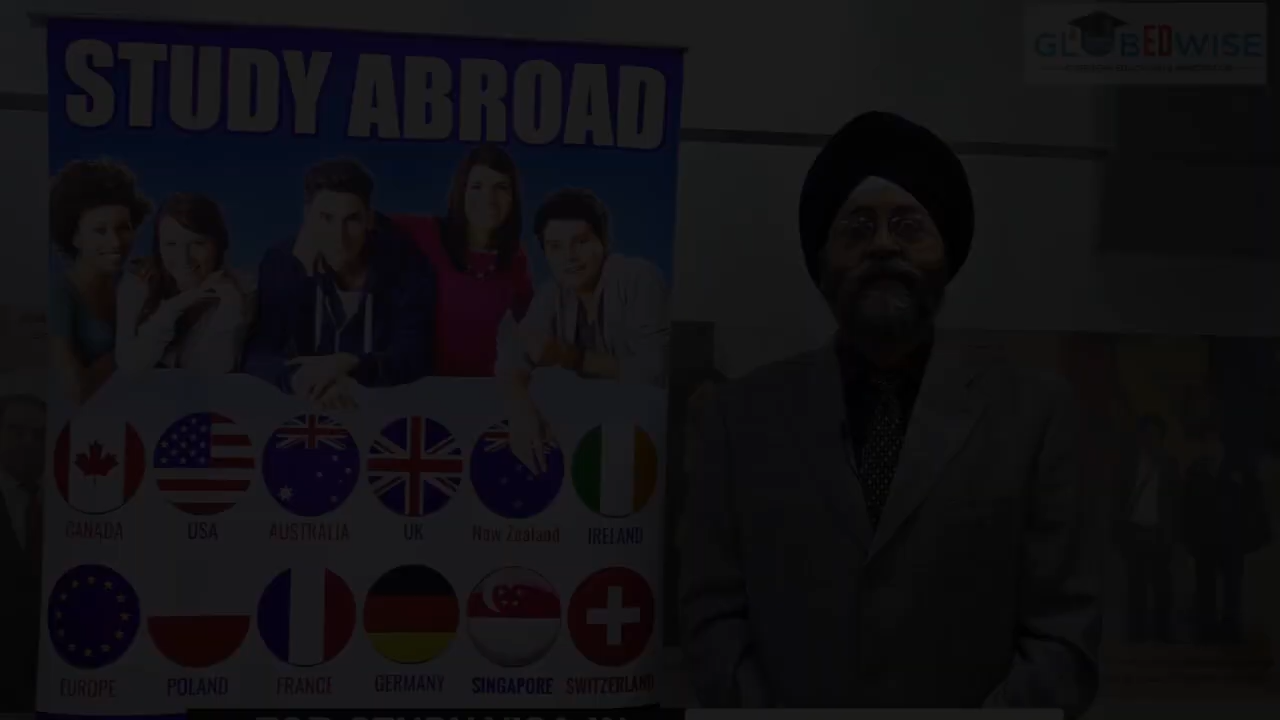 STUDY ABROAD
GLOBEDWISE
CANADA USA AUSTRALIA UK New Zealand IRELAND
EUROPE POLAND FRANCE GERMANY SINGAPORE SWITZERLAND